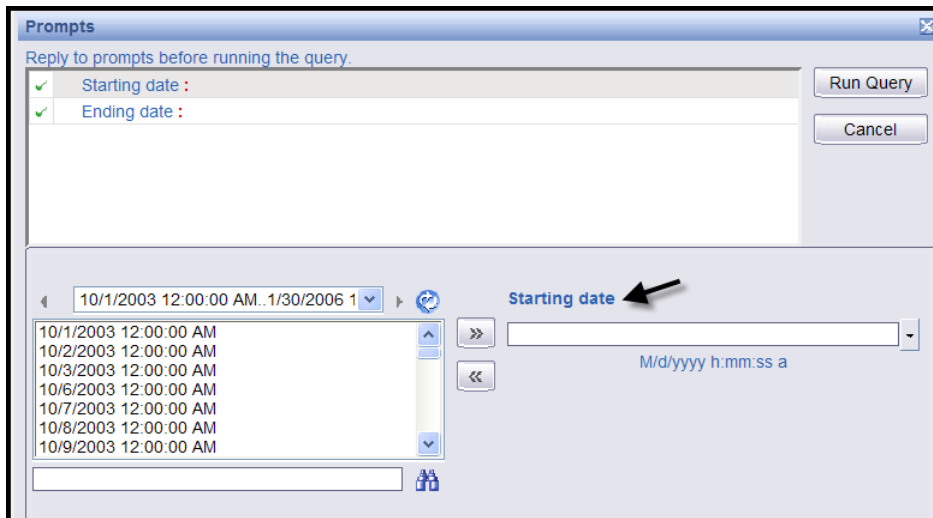 Prompts
Reply to prompts before running the query.
Starting date :
Ending date :
Run Query
Cancel
10/1/2003 12:00:00 AM..1/30/2006 1
Starting date
10/1/2003 12:00:00 AM
10/2/2003 12:00:00 AM
10/3/2003 12:00:00 AM
10/6/2003 12:00:00 AM
10/7/2003 12:00:00 AM
10/8/2003 12:00:00 AM
10/9/2003 12:00:00 AM
M/d/yyyy h:mm:ss a